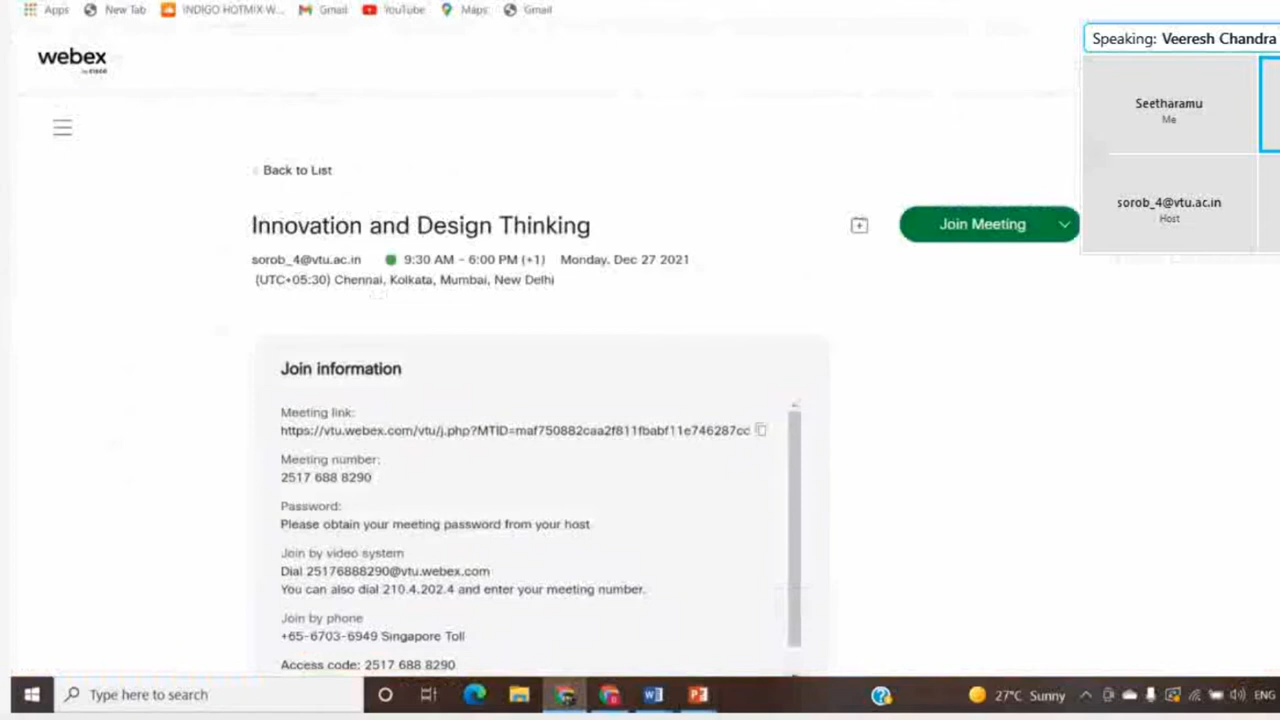 Apps New Tab INDIGO HOTMIX W... Gmail YouTube Maps Gmail
Speaking: Veeresh Chandra
webex
by CISCO
Seetharamu
Me
Back to List
sorob_4@vtu.ac.in
Host
Innovation and Design Thinking
Join Meeting
sorob_4@vtu.ac.in 9:30 AM - 6:00 PM (+1) Monday, Dec 27 2021
(UTC+05:30) Chennai, Kolkata, Mumbai, New Delhi
Join information
Meeting link:
https://vtu.webex.com/vtu/j.php?MTID=maf750882caa2f811fbabf11e746287cc
Meeting number:
2517 688 8290
Password:
Please obtain your meeting password from your host
Join by video system
Dial 25176888290@vtu.webex.com
You can also dial 210.4.202.4 and enter your meeting number.
Join by phone
+65-6703-6949 Singapore Toll
Access code: 2517 688 8290
Type here to search
27°C Sunny
ENG